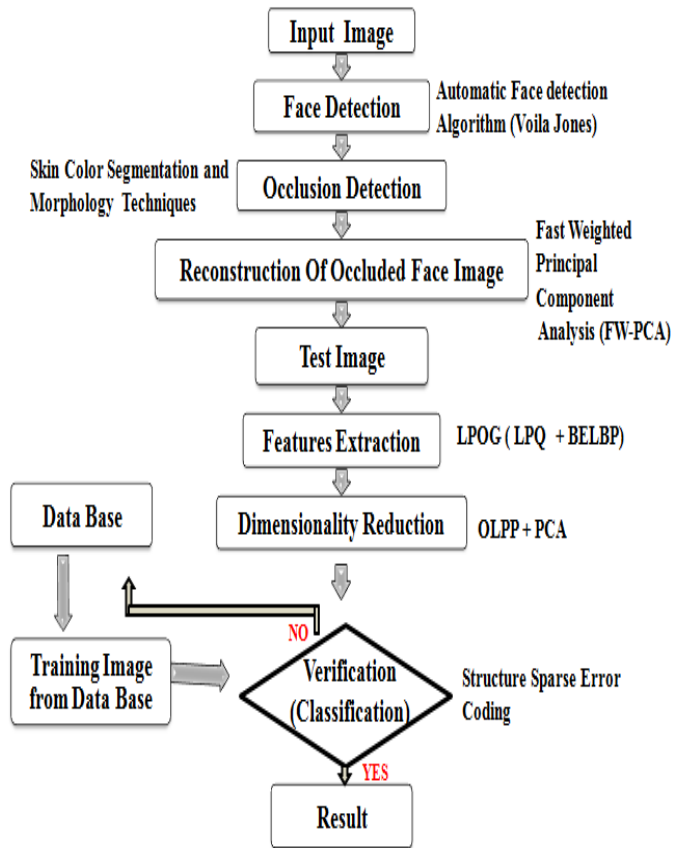 Input Image
Face Detection
Automatic Face detection
Algorithm (Voila Jones)
Skin Color Segmentation and
Morphology Techniques
Occlusion Detection
Reconstruction Of Occluded Face Image
Fast Weighted
Principal
Component
Analysis (FW-PCA)
Test Image
Features Extraction
LPOG ( LPQ + BELBP)
Data Base
Dimensionality Reduction
OLPP + PCA
NO
Training Image
from Data Base
Verification
(Classification)
Structure Sparse Error
Coding
YES
Result